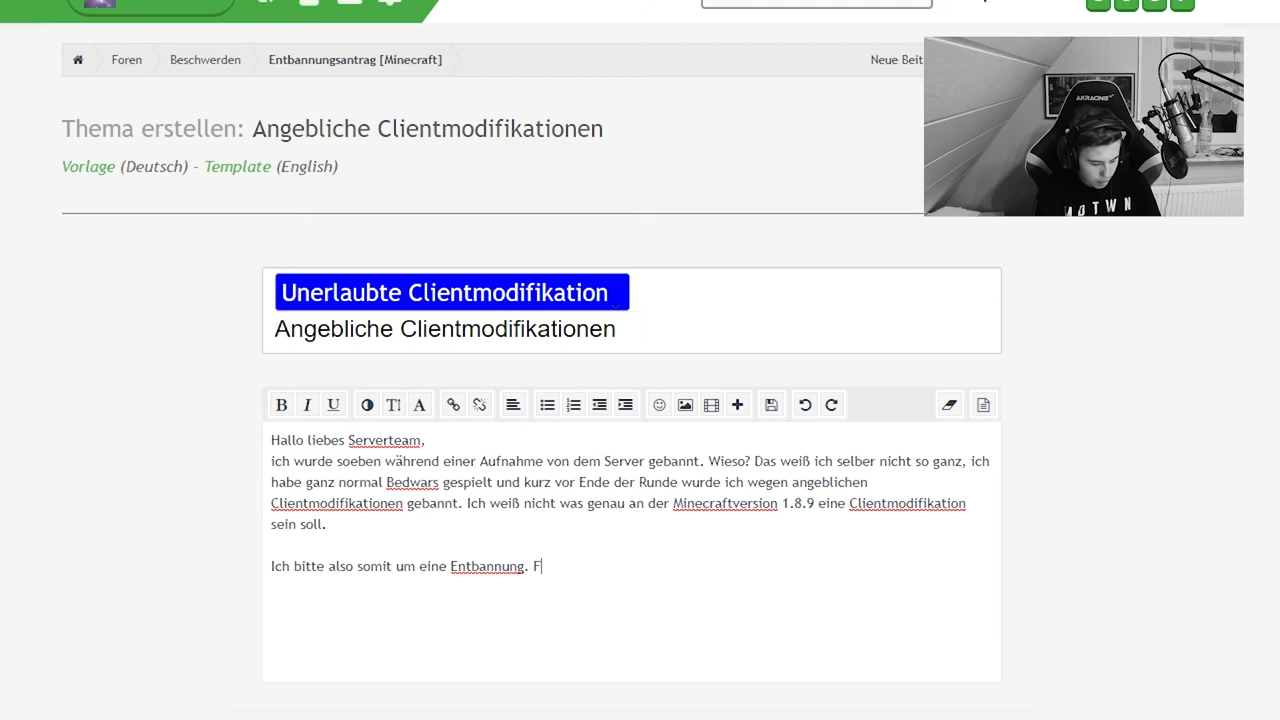 Foren
Beschwerden
Entbannungsantrag [Minecraft]
Neue Beit
AKRACING
Thema erstellen: Angebliche Clientmodifikationen
Vorlage (Deutsch) - Template (English)
MOTWN
Unerlaubte Clientmodifikation
Angebliche Clientmodifikationen
B I U A
Hallo liebes Serverteam,
ich wurde soeben während einer Aufnahme von dem Server gebannt. Wieso? Das weiß ich selber nicht so ganz, ich
habe ganz normal Bedwars gespielt und kurz vor Ende der Runde wurde ich wegen angeblichen
Clientmodifikationen gebannt. Ich weiß nicht was genau an der Minecraftversion 1.8.9 eine Clientmodifikation
sein soll.
Ich bitte also somit um eine Entbannung. F